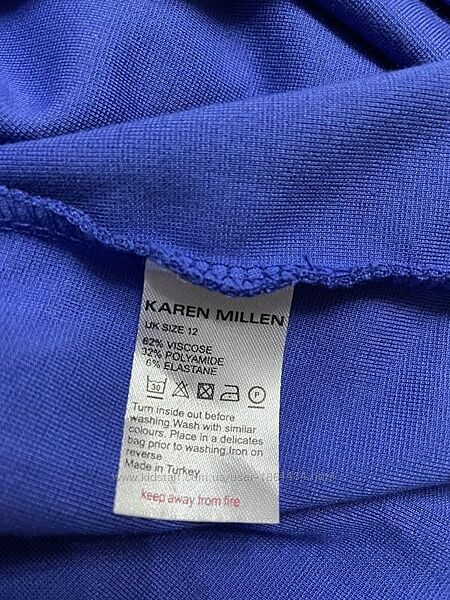 KAREN MILLEN
UK SIZE 12
62% VISCOSE
32% POLYAMIDE
6% ELASTANE
30
P
Turn inside out before
washing.Wash with similar
colours. Place in a delicates
bag prior to washing.Iron on
reverse
Made in Turkey
keep away from fire